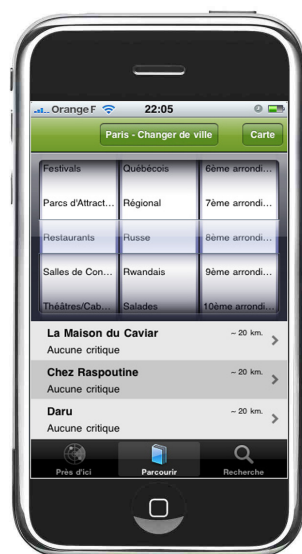 Orange F 22:05
Paris - Changer de ville Carte
Festivals Québécois 6ème arrondi...
Parcs d'Attract... Régional 7ème arrondi...
Restaurants Russe 8ème arrondi...
Salles de Con... Rwandais 9ème arrondi...
Théâtres/Cab... Salades 10ème arrondi...
La Maison du Caviar ~ 20 km.
Aucune critique
Chez Raspoutine ~ 20 km.
Aucune critique
Daru ~ 20 km.
Aucune critique
Près d'ici Parcourir Recherche